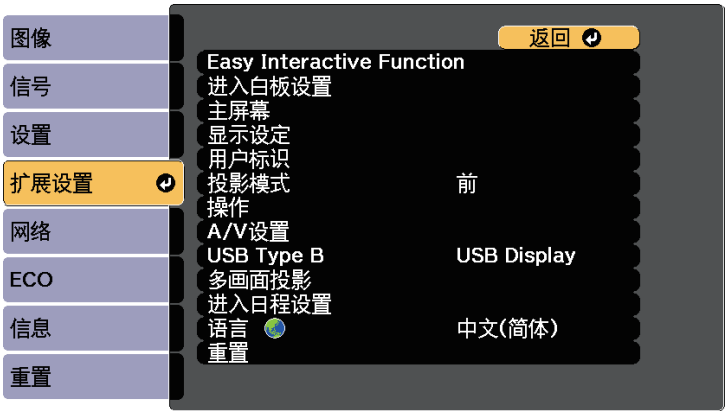 图像
信号
设置
扩展设置
网络
ECO
信息
重置
返回
Easy Interactive Function
进入白板设置
主屏幕
显示设定
用户标识
投影模式 前
操作
A/V设置
USB Type B USB Display
多画面投影
进入日程设置
语言 中文(简体)
重置